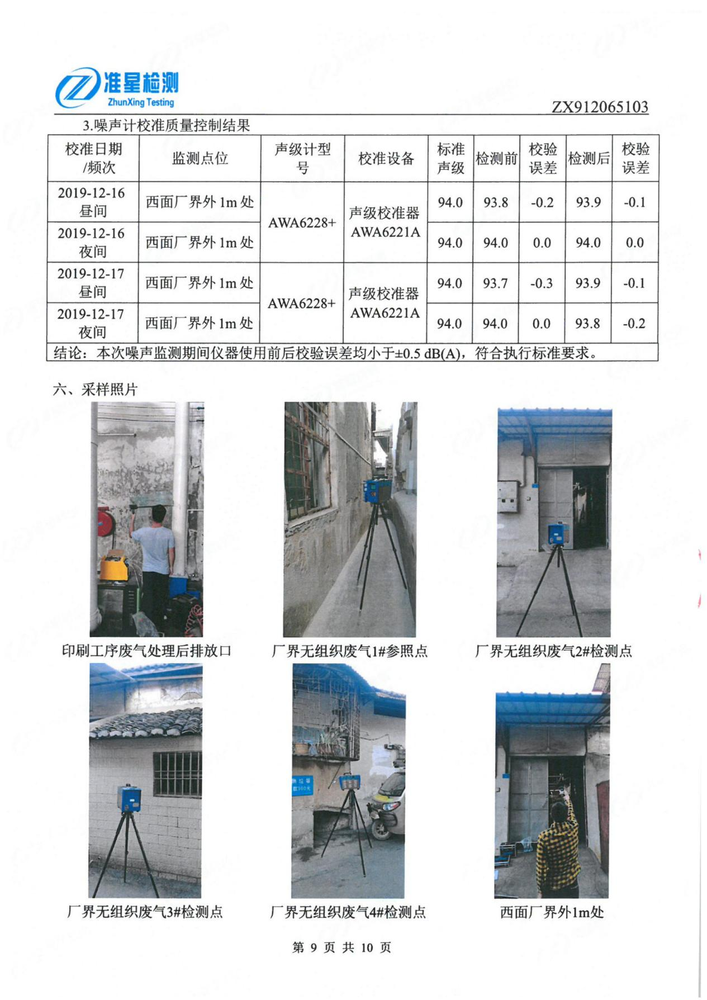 准星检测
ZhunXing Testing
ZX912065103
3.噪声计校准质量控制结果
校准日期/频次 监测点位 声级计型号 校准设备 标准声级 检测前 校验误差 检测后 校验误差
2019-12-16 昼间 西面厂界外 1m 处 AWA6228+ 声级校准器 AWA6221A 94.0 93.8 -0.2 93.9 -0.1
2019-12-16 夜间 西面厂界外 1m 处 94.0 94.0 0.0 94.0 0.0
2019-12-17 昼间 西面厂界外 1m 处 AWA6228+ 声级校准器 AWA6221A 94.0 93.7 -0.3 93.9 -0.1
2019-12-17 夜间 西面厂界外 1m 处 94.0 94.0 0.0 93.8 -0.2
结论：本次噪声监测期间仪器使用前后校验误差均小于±0.5 dB(A)，符合执行标准要求。
六、采样照片
印刷工序废气处理后排放口 厂界无组织废气1#参照点 厂界无组织废气2#检测点
厂界无组织废气3#检测点 厂界无组织废气4#检测点 西面厂界外1m处
第 9 页 共 10 页